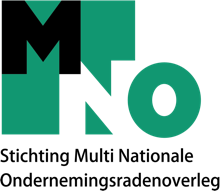 MNO
Stichting Multi Nationale
Ondernemingsradenoverleg